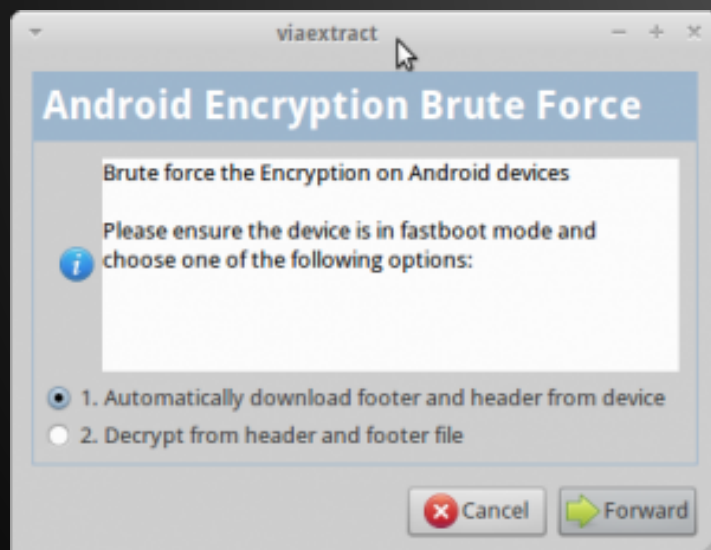 viaextract
Android Encryption Brute Force
Brute force the Encryption on Android devices
Please ensure the device is in fastboot mode and
choose one of the following options:
1. Automatically download footer and header from device
2. Decrypt from header and footer file
Cancel
Forward